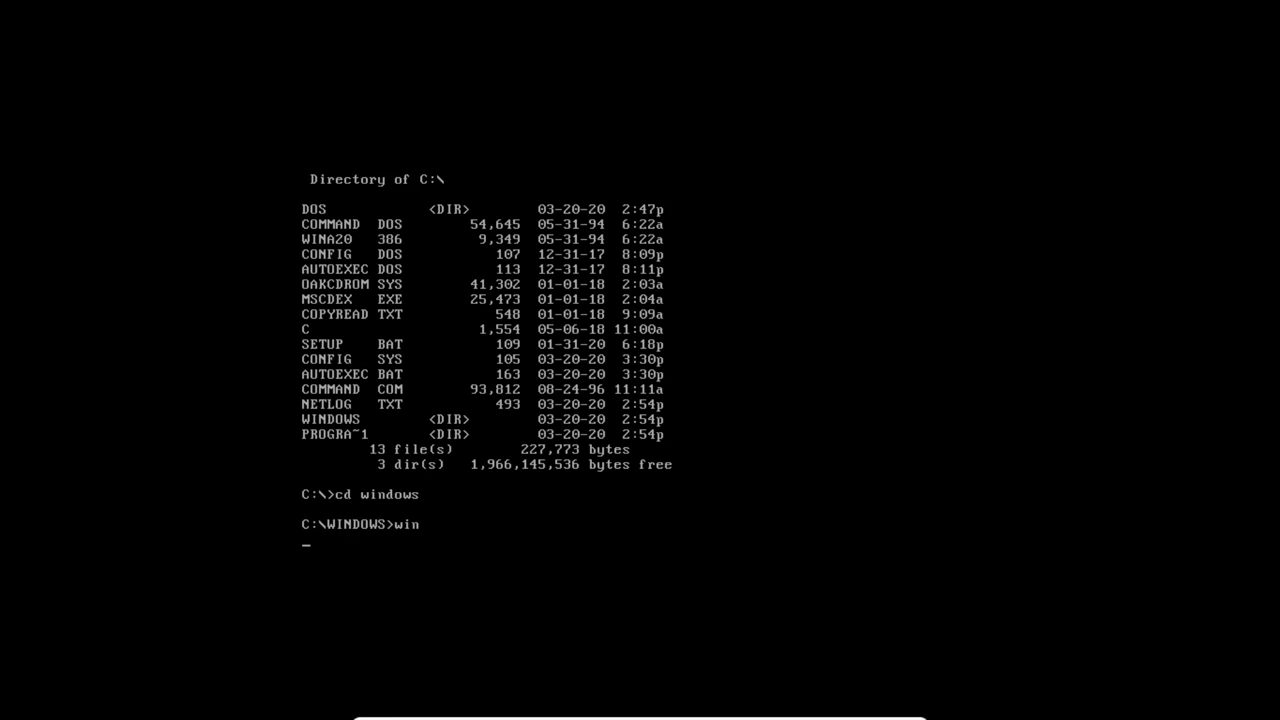 Directory of C:\
DOS <DIR> 03-20-20 2:47p
COMMAND DOS 54,645 05-31-94 6:22a
WINA20 386 9,349 05-31-94 6:22a
CONFIG DOS 107 12-31-17 8:09p
AUTOEXEC DOS 113 12-31-17 8:11p
OAKCDROM SYS 41,302 01-01-18 2:03a
MSCDEX EXE 25,473 01-01-18 2:04a
COPYREAD TXT 548 01-01-18 9:09a
C 1,554 05-06-18 11:00a
SETUP BAT 109 01-31-20 6:18p
CONFIG SYS 105 03-20-20 3:30p
AUTOEXEC BAT 163 03-20-20 3:30p
COMMAND COM 93,812 08-24-96 11:11a
NETLOG TXT 493 03-20-20 2:54p
WINDOWS <DIR> 03-20-20 2:54p
PROGRA~1 <DIR> 03-20-20 2:54p
13 file(s) 227,773 bytes
3 dir(s) 1,966,145,536 bytes free
C:\>cd windows
C:\WINDOWS>win
_